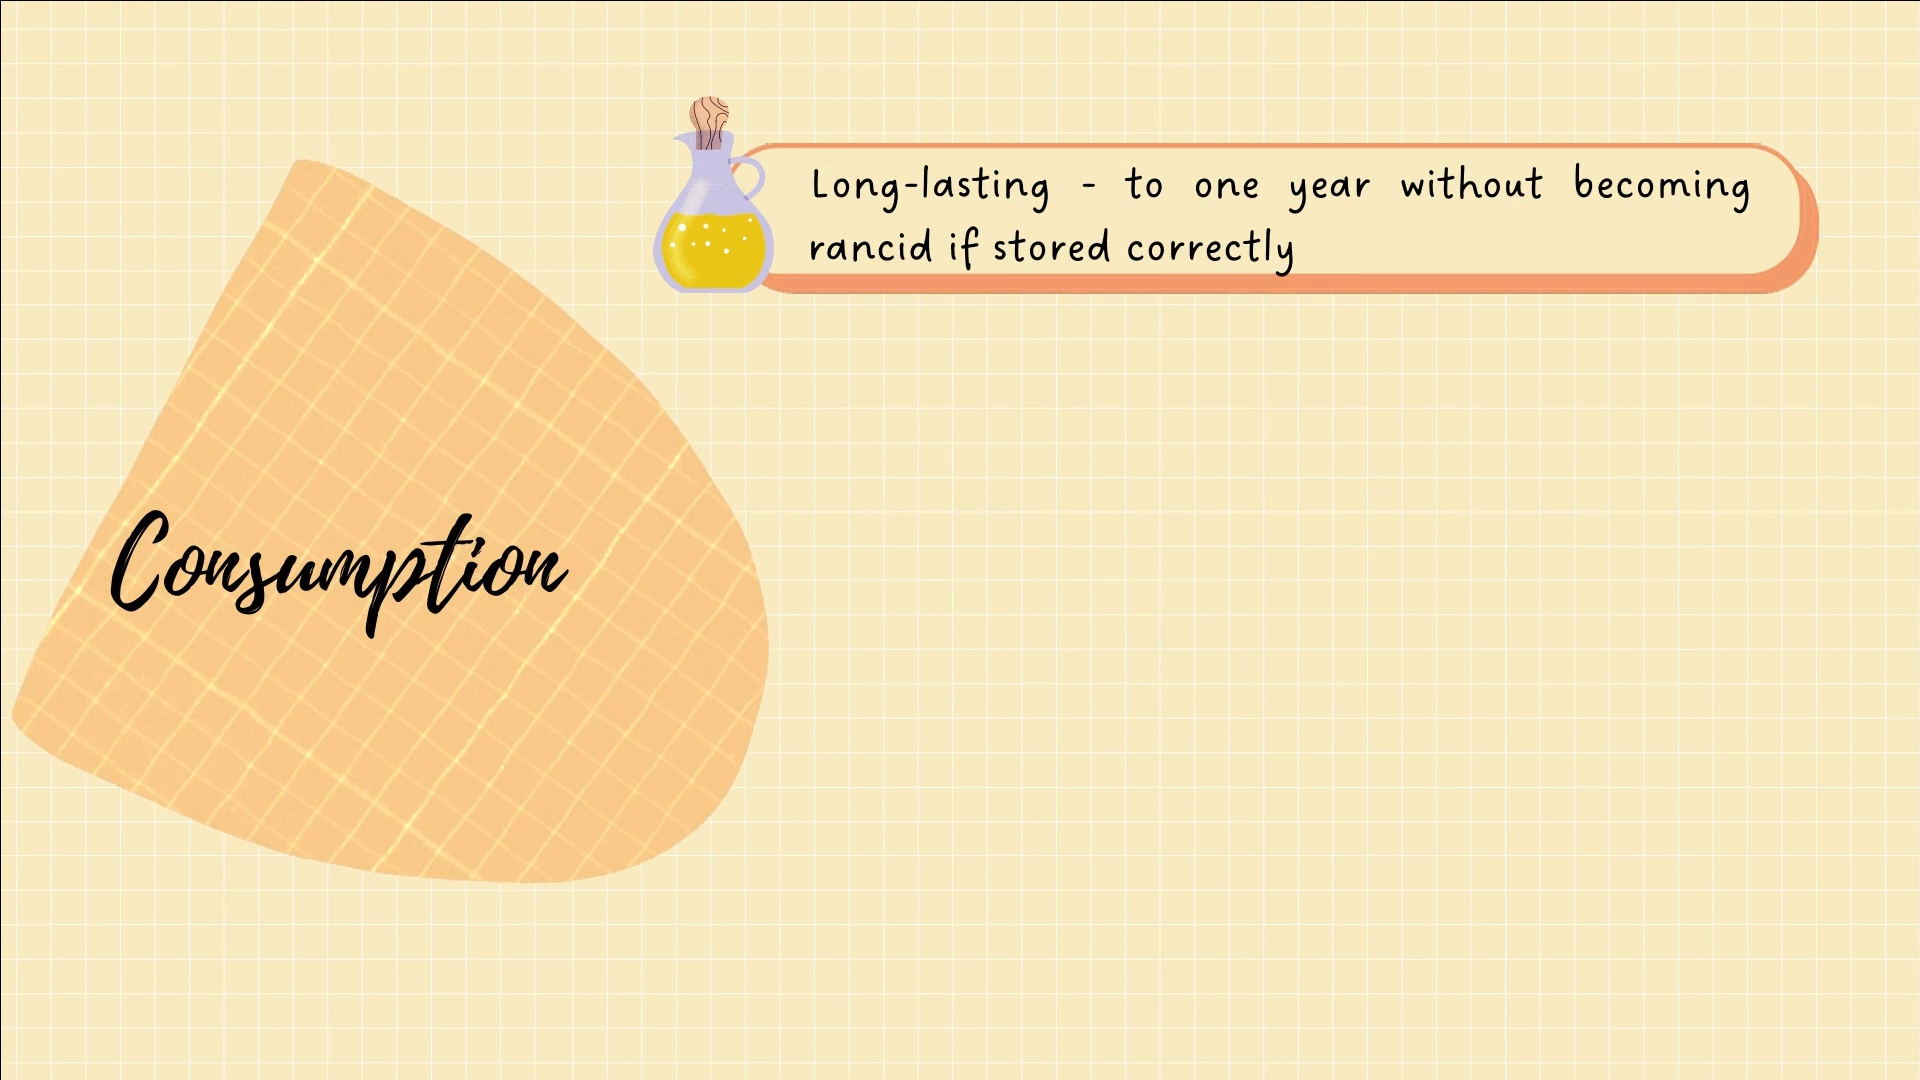 Long-lasting - to one year without becoming
rancid if stored correctly
Consumption